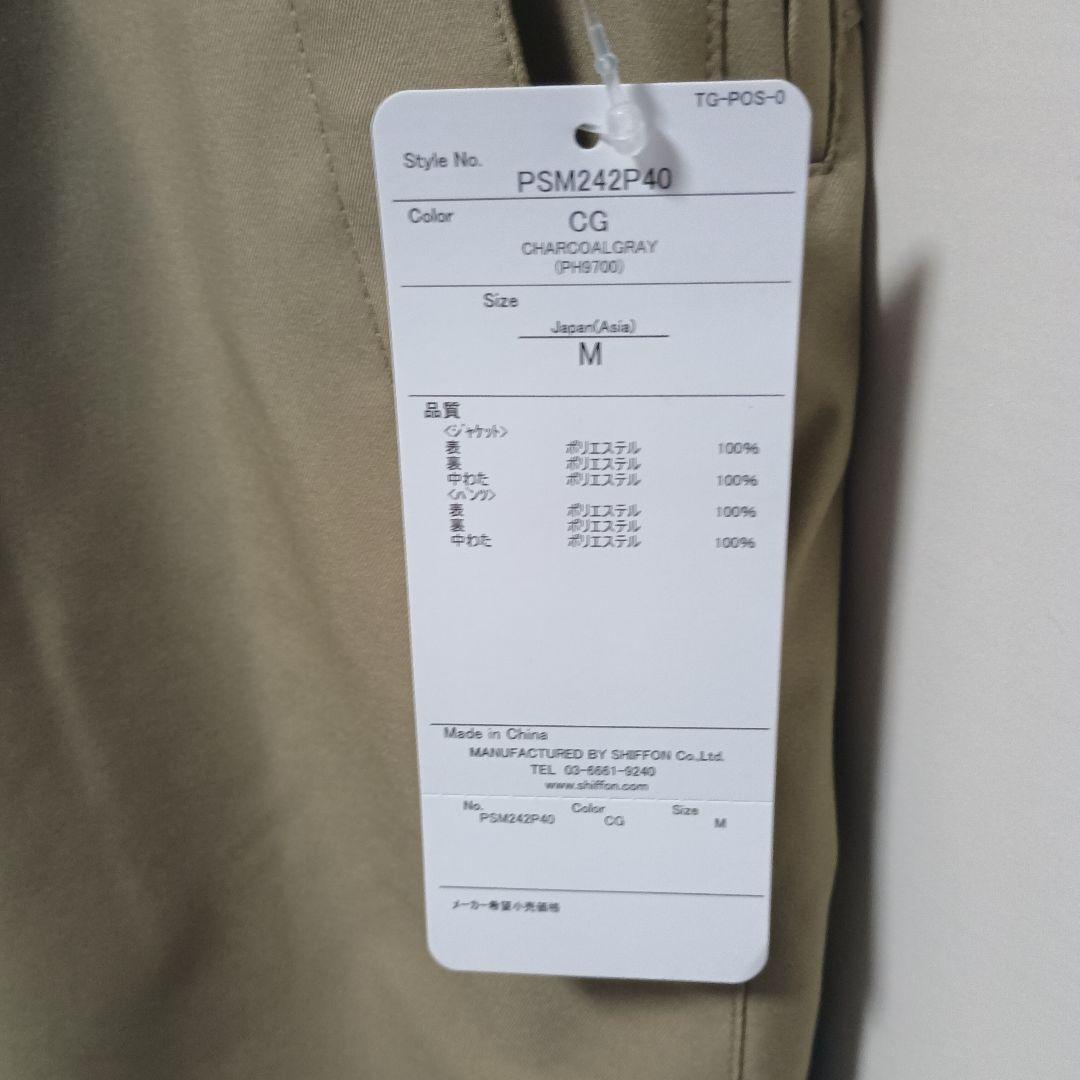 TG-POS-0
Style No.
PSM242P40
Color
CG
CHARCOALGRAY
(PH9700)
Size
Japan(Asia)
M
品質
<ｼﾞｬｹｯﾄ>
表 ポリエステル 100%
裏 ポリエステル
中わた ポリエステル 100%
<ﾊﾟﾝﾂ>
表 ポリエステル 100%
裏 ポリエステル
中わた ポリエステル 100%
Made in China
MANUFACTURED BY SHIFFON Co.,Ltd.
TEL 03-6661-9240
www.shiffon.com
No. Color Size
PSM242P40 CG M
メーカー希望小売価格